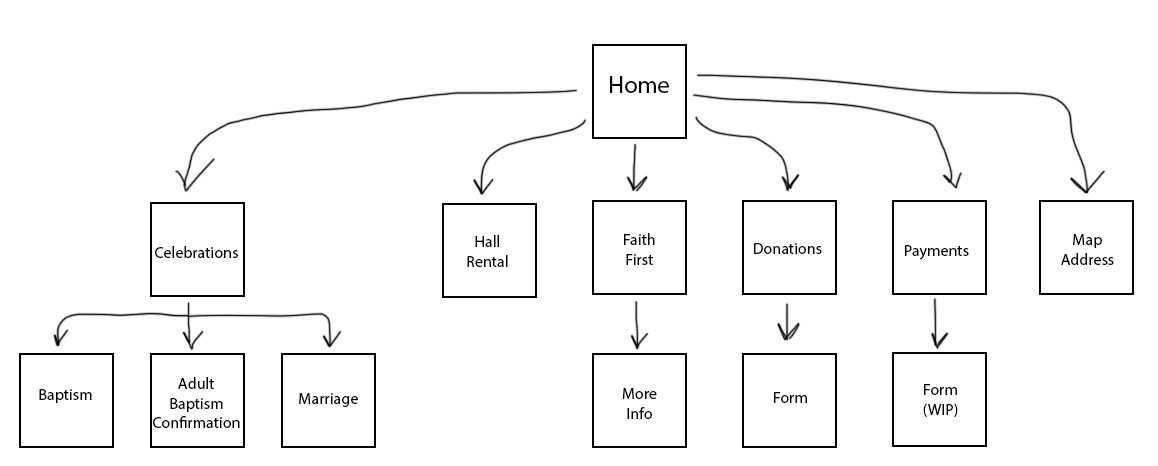 Home
Celebrations
Hall
Rental
Faith
First
Donations
Payments
Map
Address
Baptism
Adult
Baptism
Confirmation
Marriage
More
Info
Form
Form
(WIP)